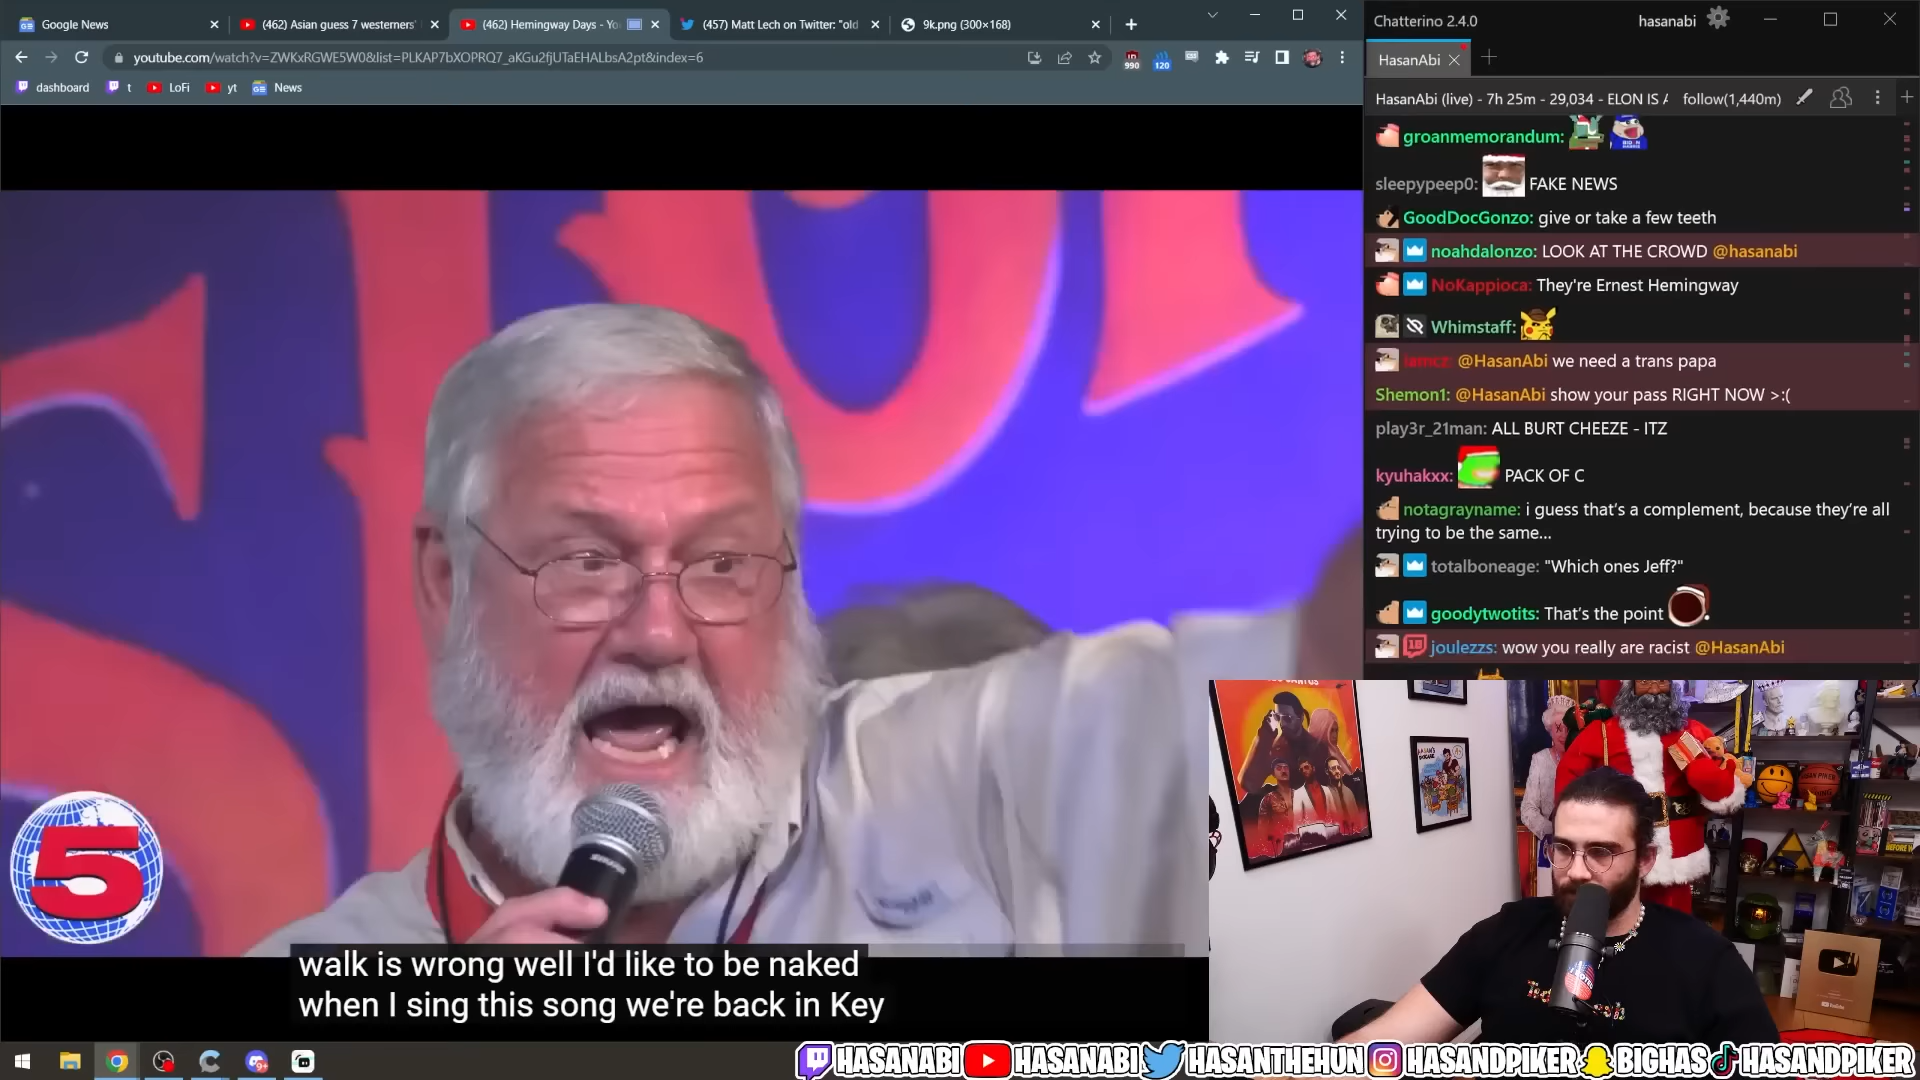 Google News
(462) Asian guess 7 westerners'
(462) Hemingway Days - Yo
(457) Matt Lech on Twitter: "old
9k.png (300×168)
youtube.com/watch?v=ZWKxRGWE5W0&list=PLKAP7bXOPRQ7_aKGu2fjUTaEHALbsA2pt&index=6
990
120
dashboard
t
LoFi
yt
News
5
walk is wrong well I'd like to be naked
when I sing this song we're back in Key
Chatterino 2.4.0
hasanabi
HasanAbi
HasanAbi (live) - 7h 25m - 29,034 - ELON IS
follow(1,440m)
groanmemorandum:
sleepypeep0: FAKE NEWS
GoodDocGonzo: give or take a few teeth
noahdalonzo: LOOK AT THE CROWD @hasanabi
NoKappioca: They're Ernest Hemingway
Whimstaff:
iamcz: @HasanAbi we need a trans papa
Shemon1: @HasanAbi show your pass RIGHT NOW >:(
play3r_21man: ALL BURT CHEEZE - ITZ
kyuhakxx: PACK OF C
notagrayname: i guess that's a complement, because they're all
trying to be the same...
totalboneage: "Which ones Jeff?"
goodytwotits: That's the point
joulezzs: wow you really are racist @HasanAbi
HASANABI
HASANABI
HASANTHEHUN
HASANDPIKER
BIGHAS
HASANDPIKER